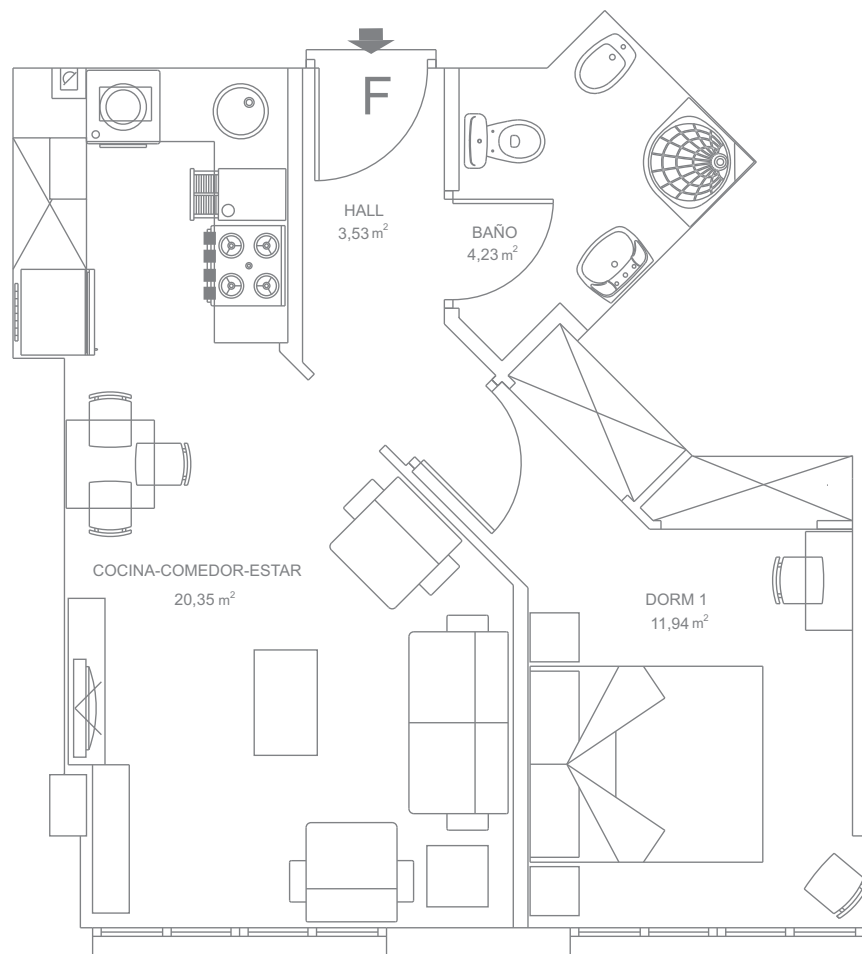 F
HALL
3,53 m²
BAÑO
4,23 m²
COCINA-COMEDOR-ESTAR
20,35 m²
DORM 1
11,94 m²